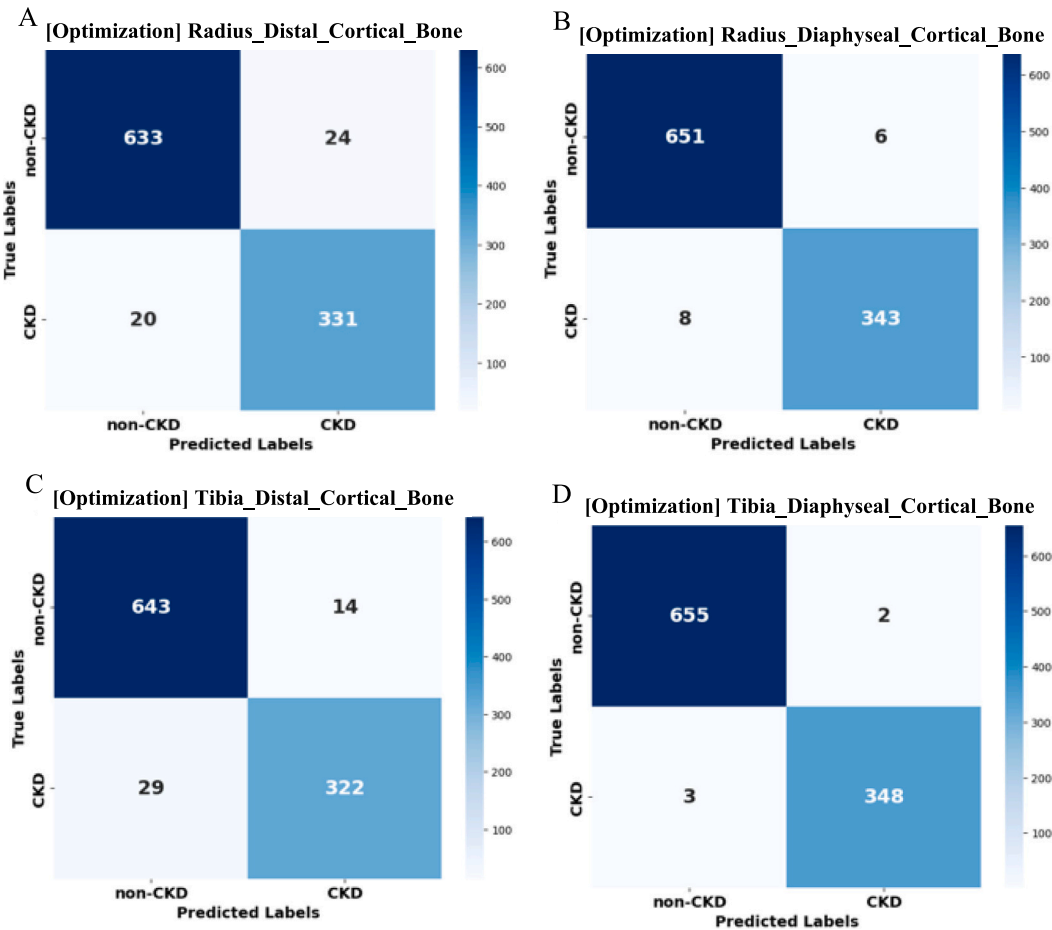 A
[Optimization] Radius_Distal_Cortical_Bone
True Labels
non-CKD
CKD
633
24
20
331
non-CKD
CKD
Predicted Labels
600
500
400
300
200
100
B
[Optimization] Radius_Diaphyseal_Cortical_Bone
True Labels
non-CKD
CKD
651
6
8
343
non-CKD
CKD
Predicted Labels
600
500
400
300
200
100
C
[Optimization] Tibia_Distal_Cortical_Bone
True Labels
non-CKD
CKD
643
14
29
322
non-CKD
CKD
Predicted Labels
600
500
400
300
200
100
D
[Optimization] Tibia_Diaphyseal_Cortical_Bone
True Labels
non-CKD
CKD
655
2
3
348
non-CKD
CKD
Predicted Labels
600
500
400
300
200
100